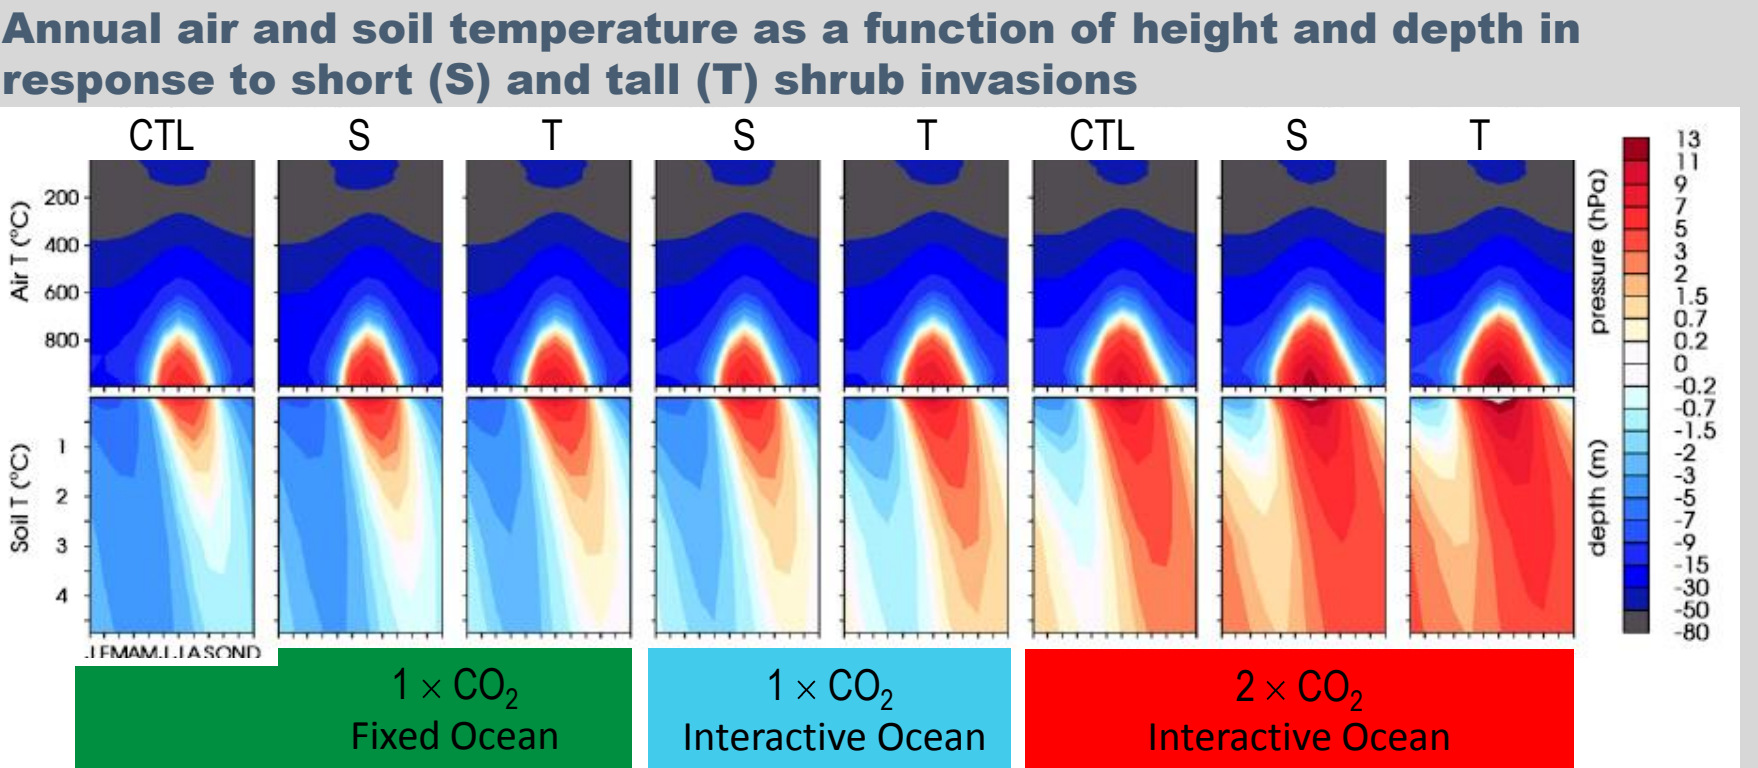 Annual air and soil temperature as a function of height and depth in
response to short (S) and tall (T) shrub invasions
CTL S T S T CTL S T
Air T (°C)
200
400
600
800
Soil T (°C)
1
2
3
4
JFMAMJJASOND
pressure (hPa)
depth (m)
13
11
9
7
5
3
2
1.5
0.7
0.2
0
-0.2
-0.7
-1.5
-2
-3
-5
-7
-9
-15
-30
-50
-80
1 × CO₂
Fixed Ocean
1 × CO₂
Interactive Ocean
2 × CO₂
Interactive Ocean